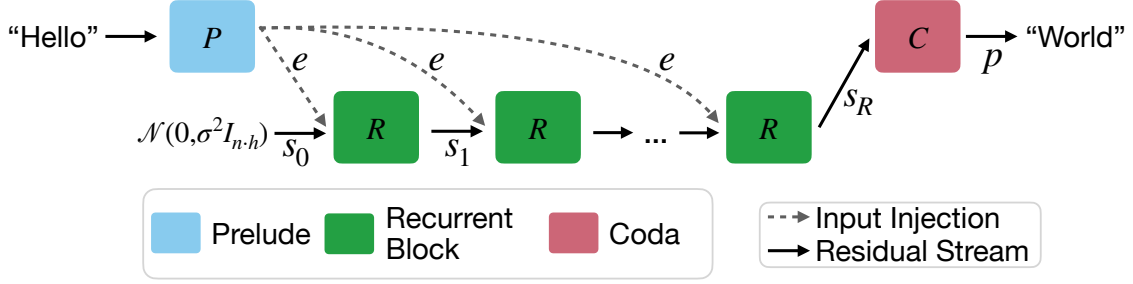 “Hello” P C “World”
p
e e e
s_R
𝒩(0,σ²I_{n·h}) R R ... R
s_0 s_1
Prelude Recurrent Block Coda
Input Injection
Residual Stream